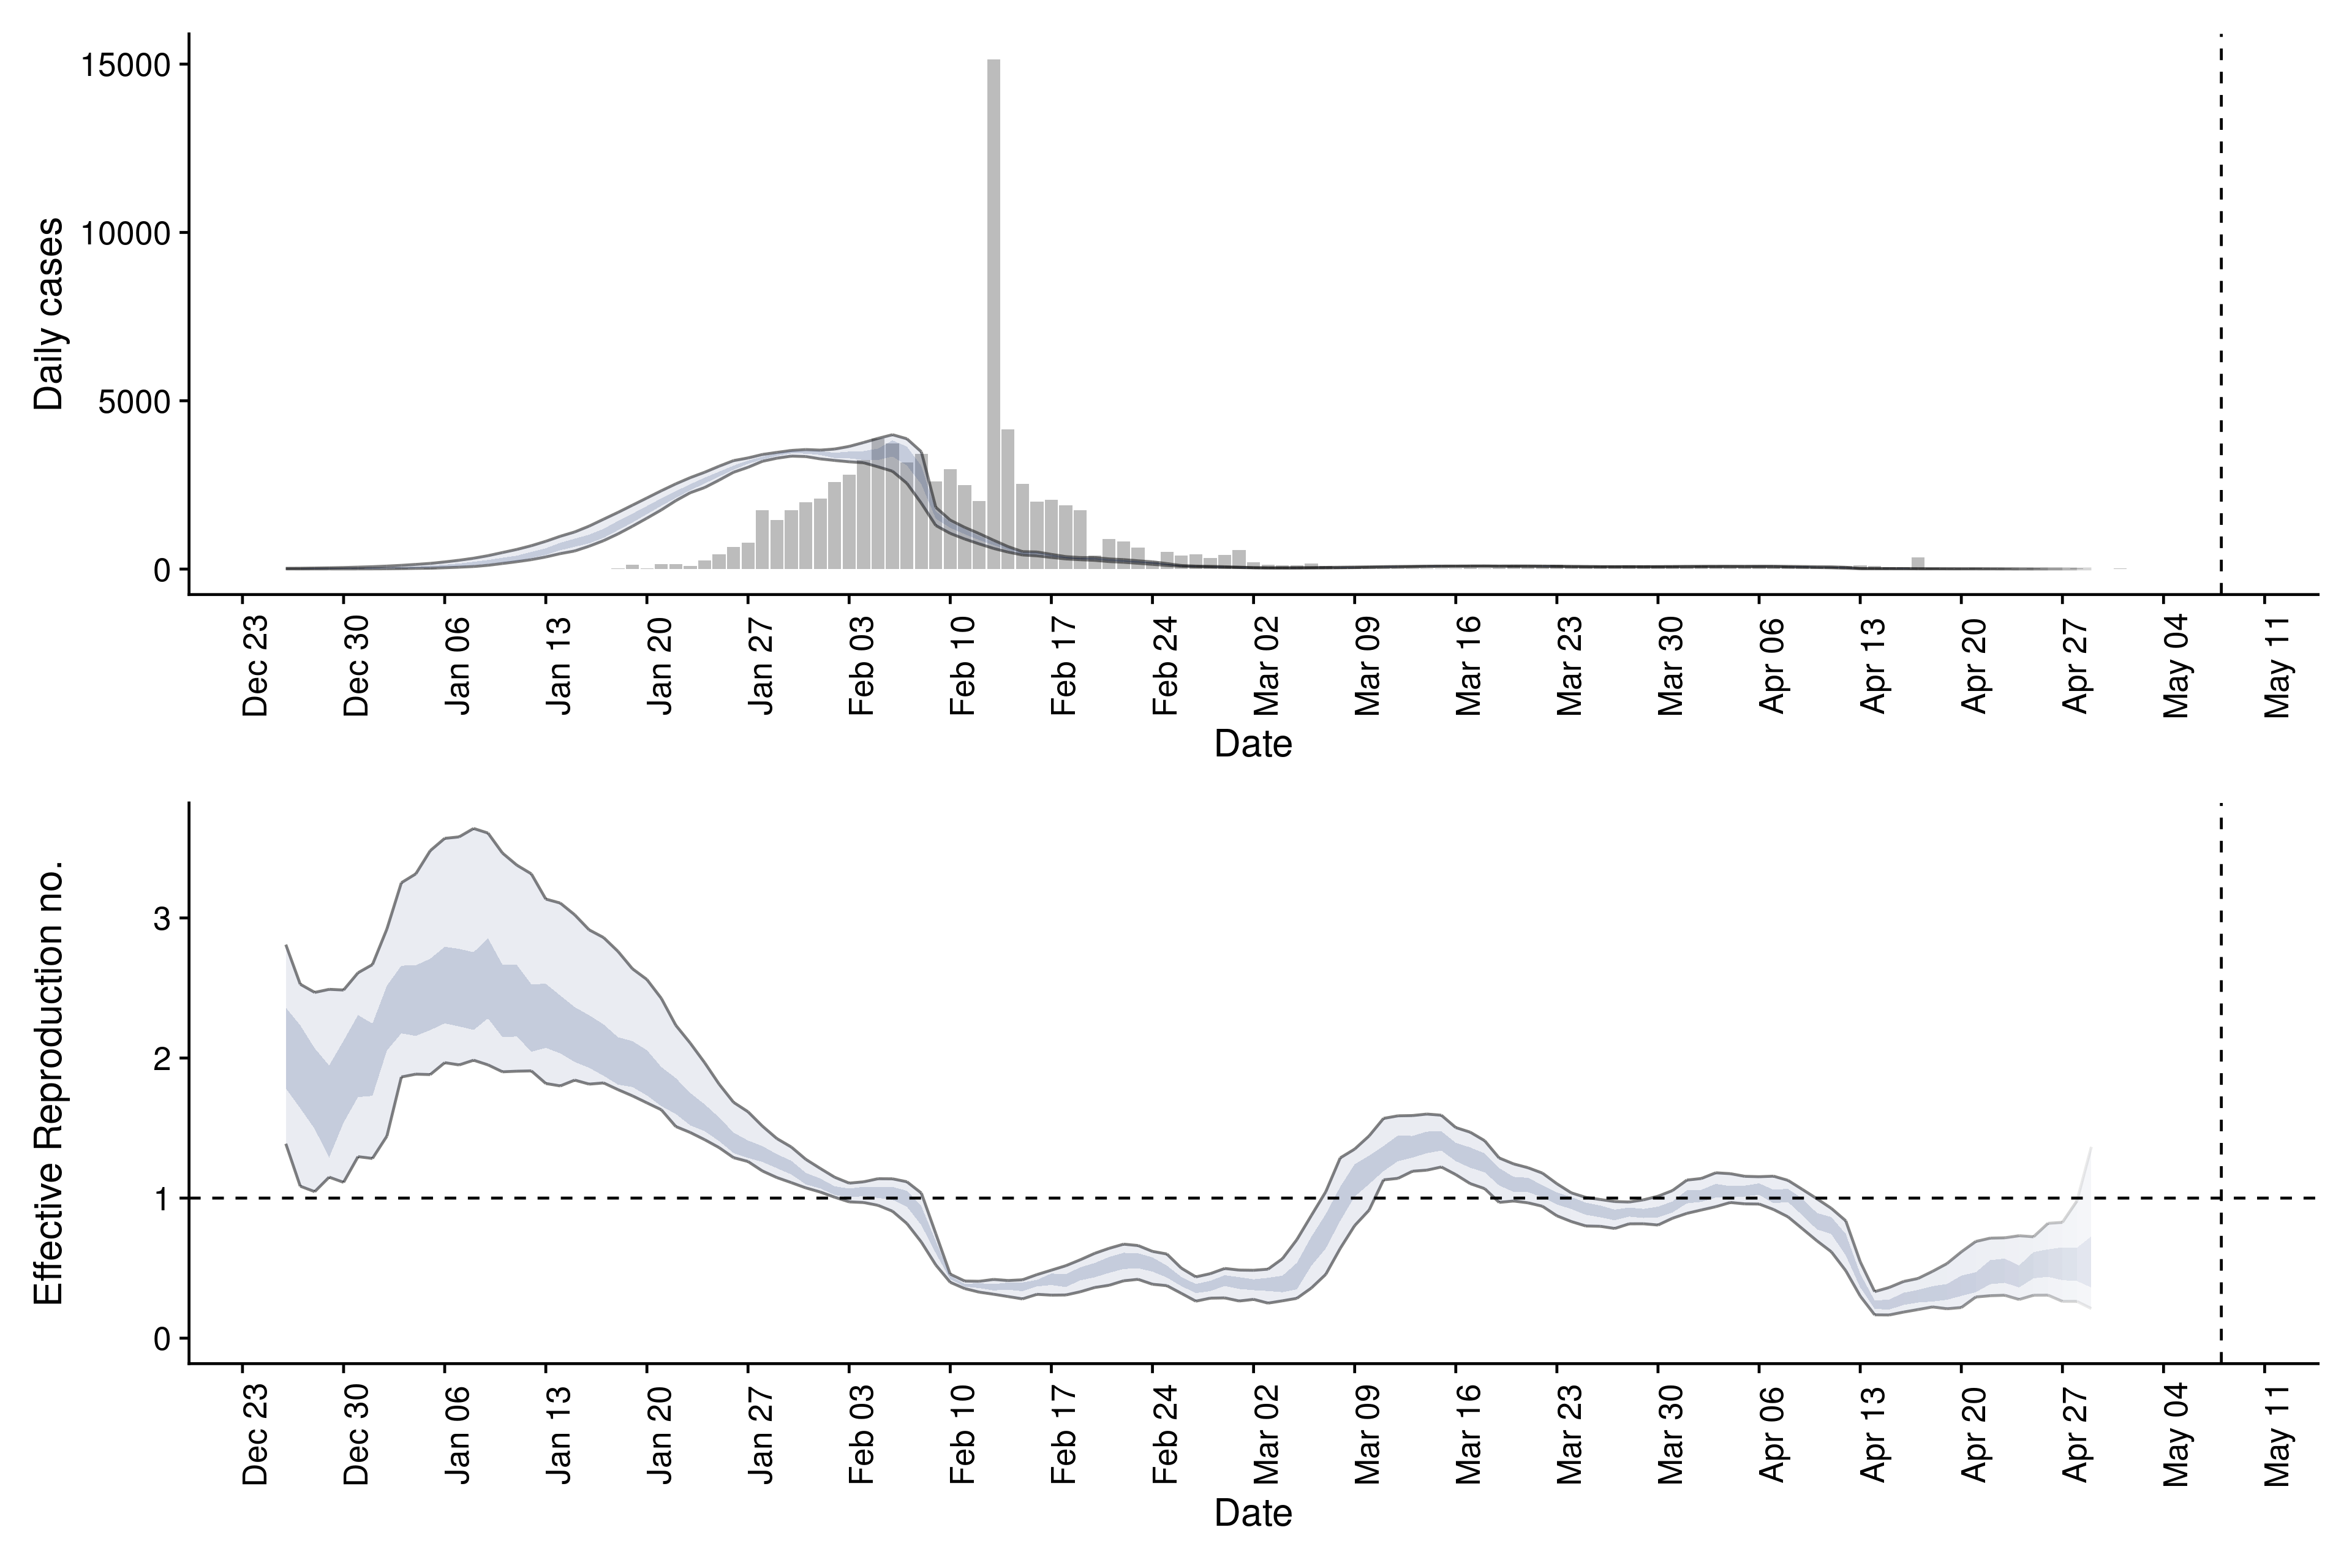 Daily cases
15000
10000
5000
0
Dec 23
Dec 30
Jan 06
Jan 13
Jan 20
Jan 27
Feb 03
Feb 10
Feb 17
Feb 24
Mar 02
Mar 09
Mar 16
Mar 23
Mar 30
Apr 06
Apr 13
Apr 20
Apr 27
May 04
May 11
Date
Effective Reproduction no.
3
2
1
0
Dec 23
Dec 30
Jan 06
Jan 13
Jan 20
Jan 27
Feb 03
Feb 10
Feb 17
Feb 24
Mar 02
Mar 09
Mar 16
Mar 23
Mar 30
Apr 06
Apr 13
Apr 20
Apr 27
May 04
May 11
Date